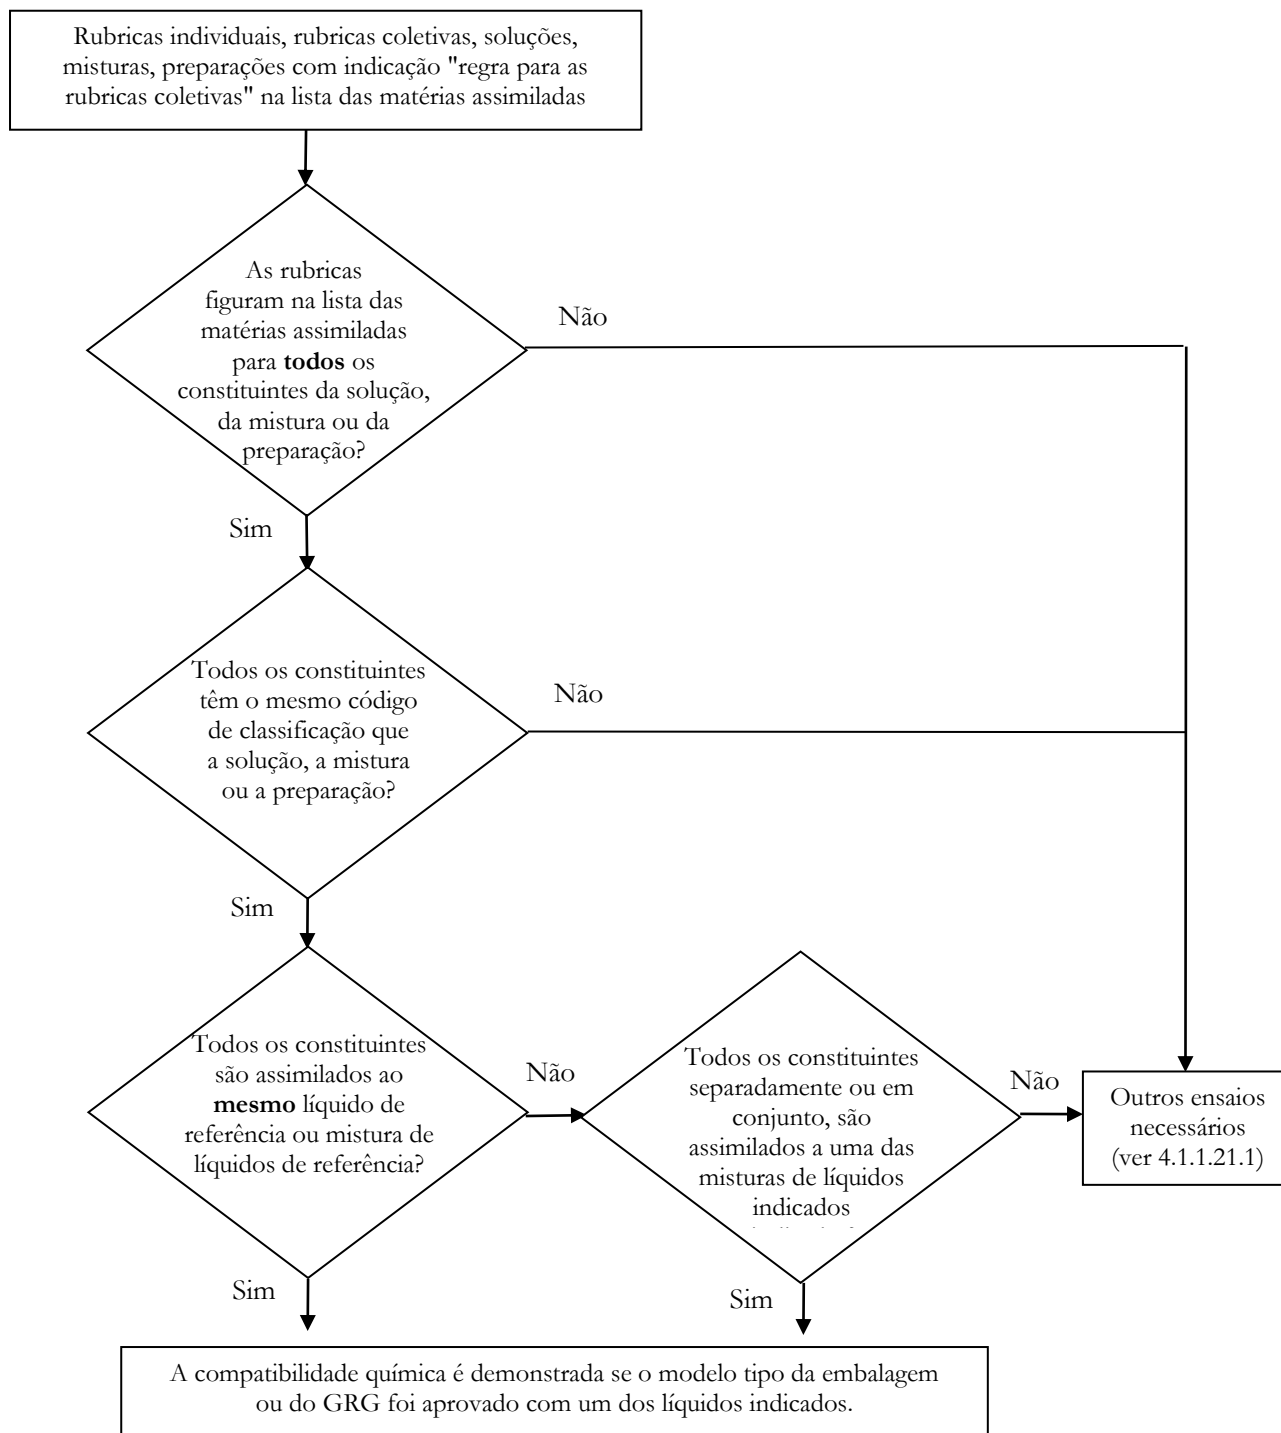 Rubricas individuais, rubricas coletivas, soluções,
misturas, preparações com indicação "regra para as
rubricas coletivas" na lista das matérias assimiladas
As rubricas
figuram na lista das
matérias assimiladas
para todos os
constituintes da solução,
da mistura ou da
preparação?
Não
Sim
Todos os constituintes
têm o mesmo código
de classificação que
a solução, a mistura
ou a preparação?
Não
Sim
Todos os constituintes
são assimilados ao
mesmo líquido de
referência ou mistura de
líquidos de referência?
Não
Todos os constituintes
separadamente ou em
conjunto, são
assimilados a uma das
misturas de líquidos
indicados
Não
Outros ensaios
necessários
(ver 4.1.1.21.1)
Sim
Sim
A compatibilidade química é demonstrada se o modelo tipo da embalagem
ou do GRG foi aprovado com um dos líquidos indicados.